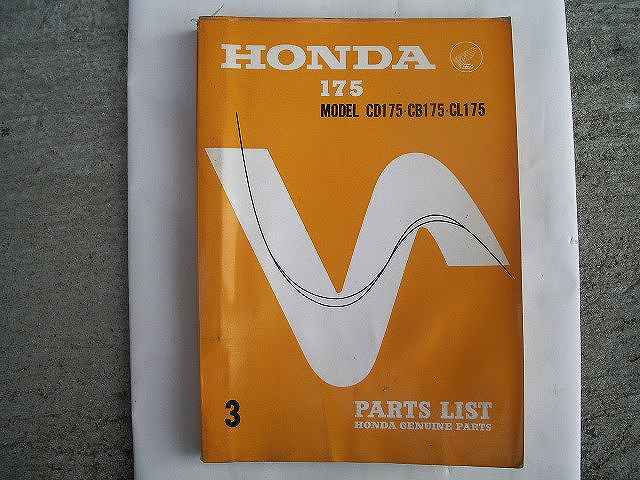 HONDA
175
MODEL CD175·CB175·CL175
3
PARTS LIST
HONDA GENUINE PARTS